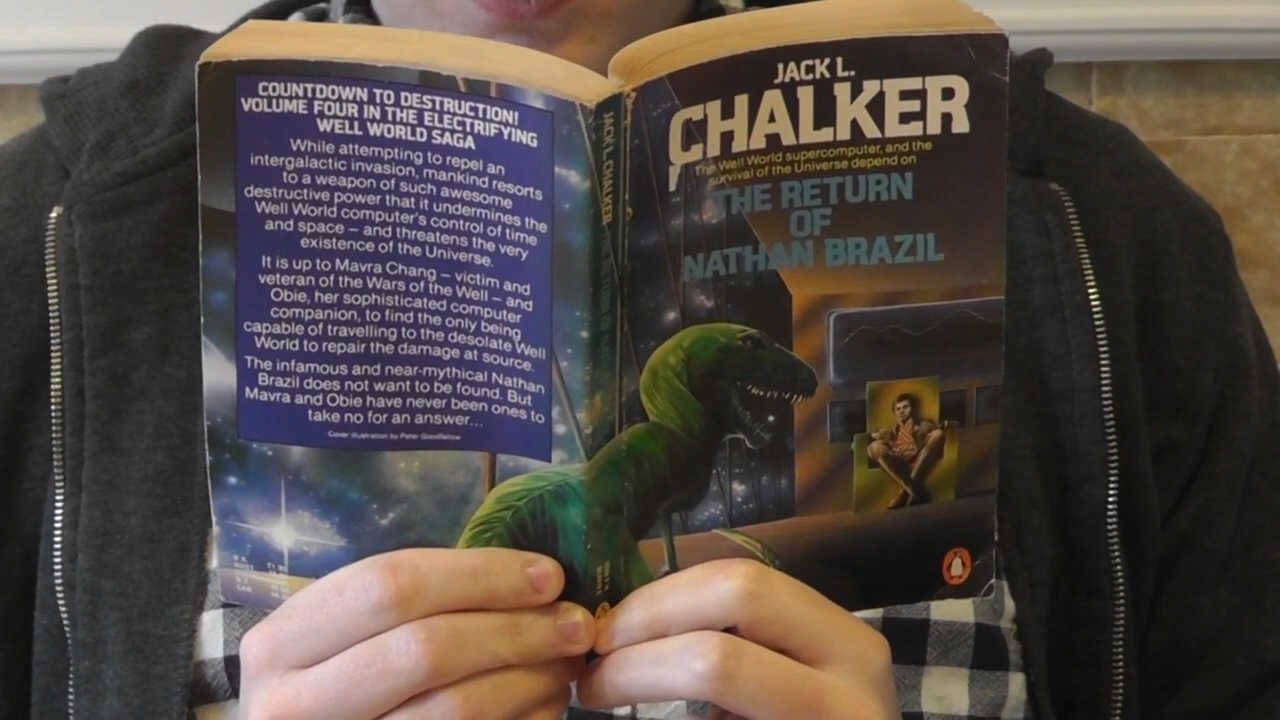 COUNTDOWN TO DESTRUCTION!
VOLUME FOUR IN THE ELECTRIFYING
WELL WORLD SAGA
While attempting to repel an
intergalactic invasion, mankind resorts
to a weapon of such awesome
destructive power that it undermines the
Well World computer's control of time
and space – and threatens the very
existence of the Universe.
It is up to Mavra Chang – victim and
veteran of the Wars of the Well – and
Obie, her sophisticated computer
companion, to find the only being
capable of travelling to the desolate Well
World to repair the damage at source.
The infamous and near-mythical Nathan
Brazil does not want to be found. But
Mavra and Obie have never been ones to
take no for an answer...
Cover illustration by Peter Goodfellow
JACK L. CHALKER
JACK L.
CHALKER
The Well World supercomputer, and the
survival of the Universe depend on
THE RETURN
OF
NATHAN BRAZIL